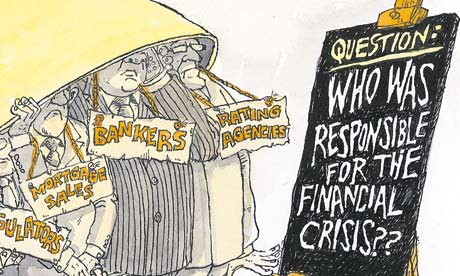 QUESTION:
WHO WAS
RESPONSIBLE
FOR THE
FINANCIAL
CRISIS??
RATING
AGENCIES
BANKERS
MORTGAGE
SALES